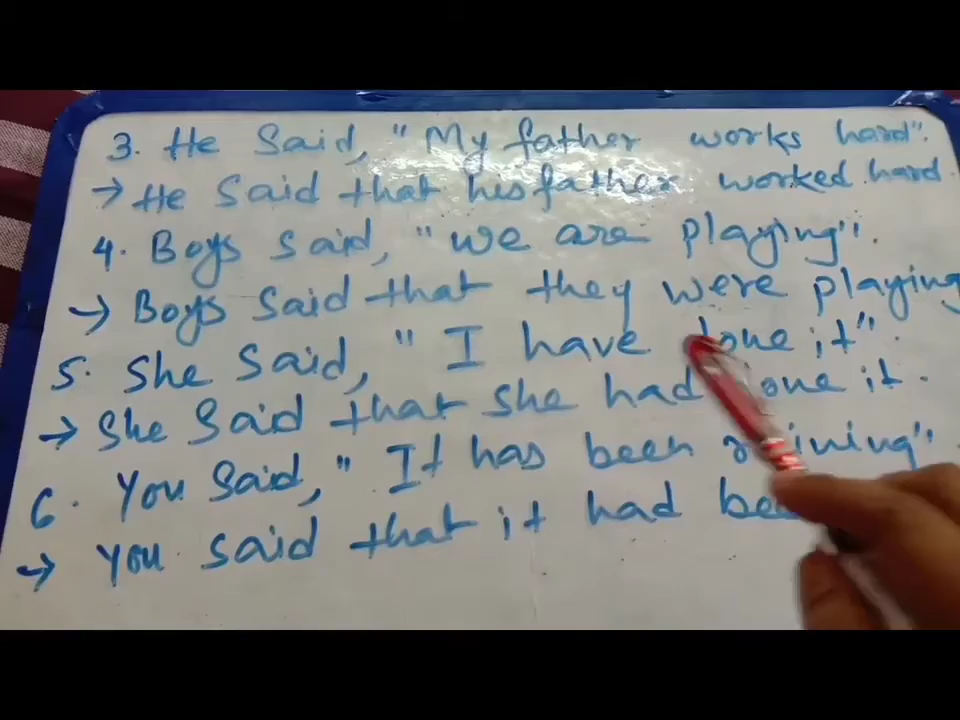 3. He Said, "My father works hard".
→ He Said that his father worked hard
4. Boys Said, "We are playing".
→ Boys Said that they were playing
5. She Said, "I have done it".
→ She Said that She had done it.
6. You Said, "It has been raining".
→ You Said that it had